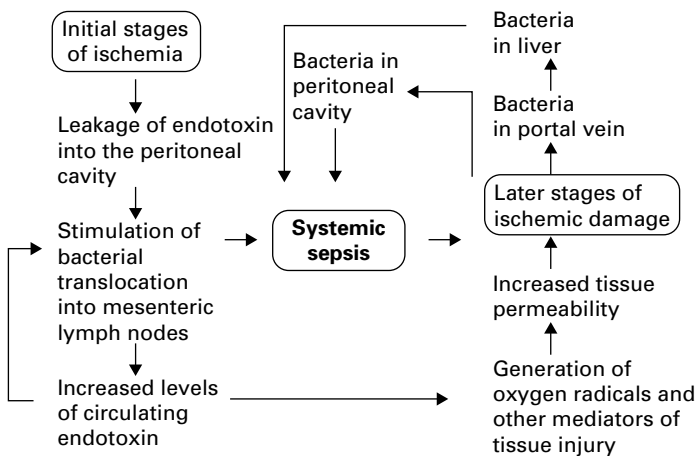 Initial stages
of ischemia
Leakage of endotoxin
into the peritoneal
cavity
Stimulation of
bacterial
translocation
into mesenteric
lymph nodes
Increased levels
of circulating
endotoxin
Bacteria in
peritoneal
cavity
Systemic
sepsis
Bacteria
in liver
Bacteria
in portal vein
Later stages of
ischemic damage
Increased tissue
permeability
Generation of
oxygen radicals and
other mediators of
tissue injury